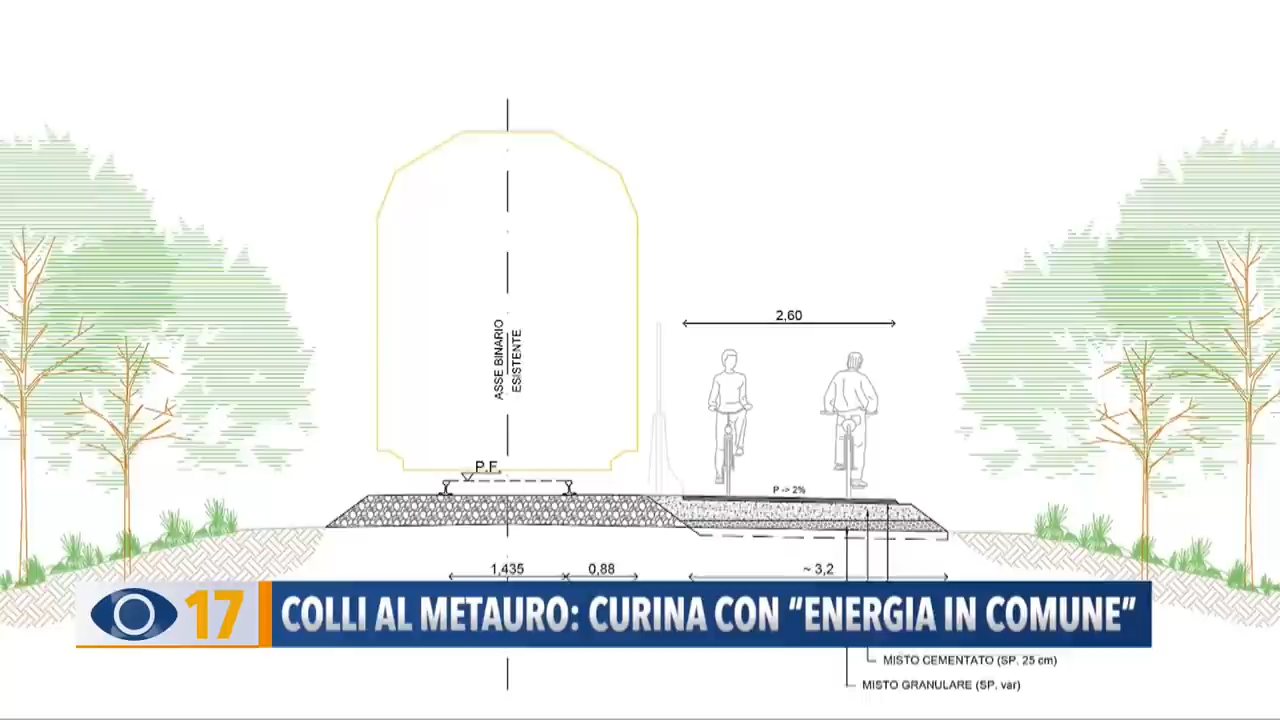 2,60
ASSE BINARIO
ESISTENTE
P.F.
P -> 2%
1,435
0,88
~ 3,2
17
COLLI AL METAURO: CURINA CON “ENERGIA IN COMUNE”
MISTO CEMENTATO (SP. 25 cm)
MISTO GRANULARE (SP. var)